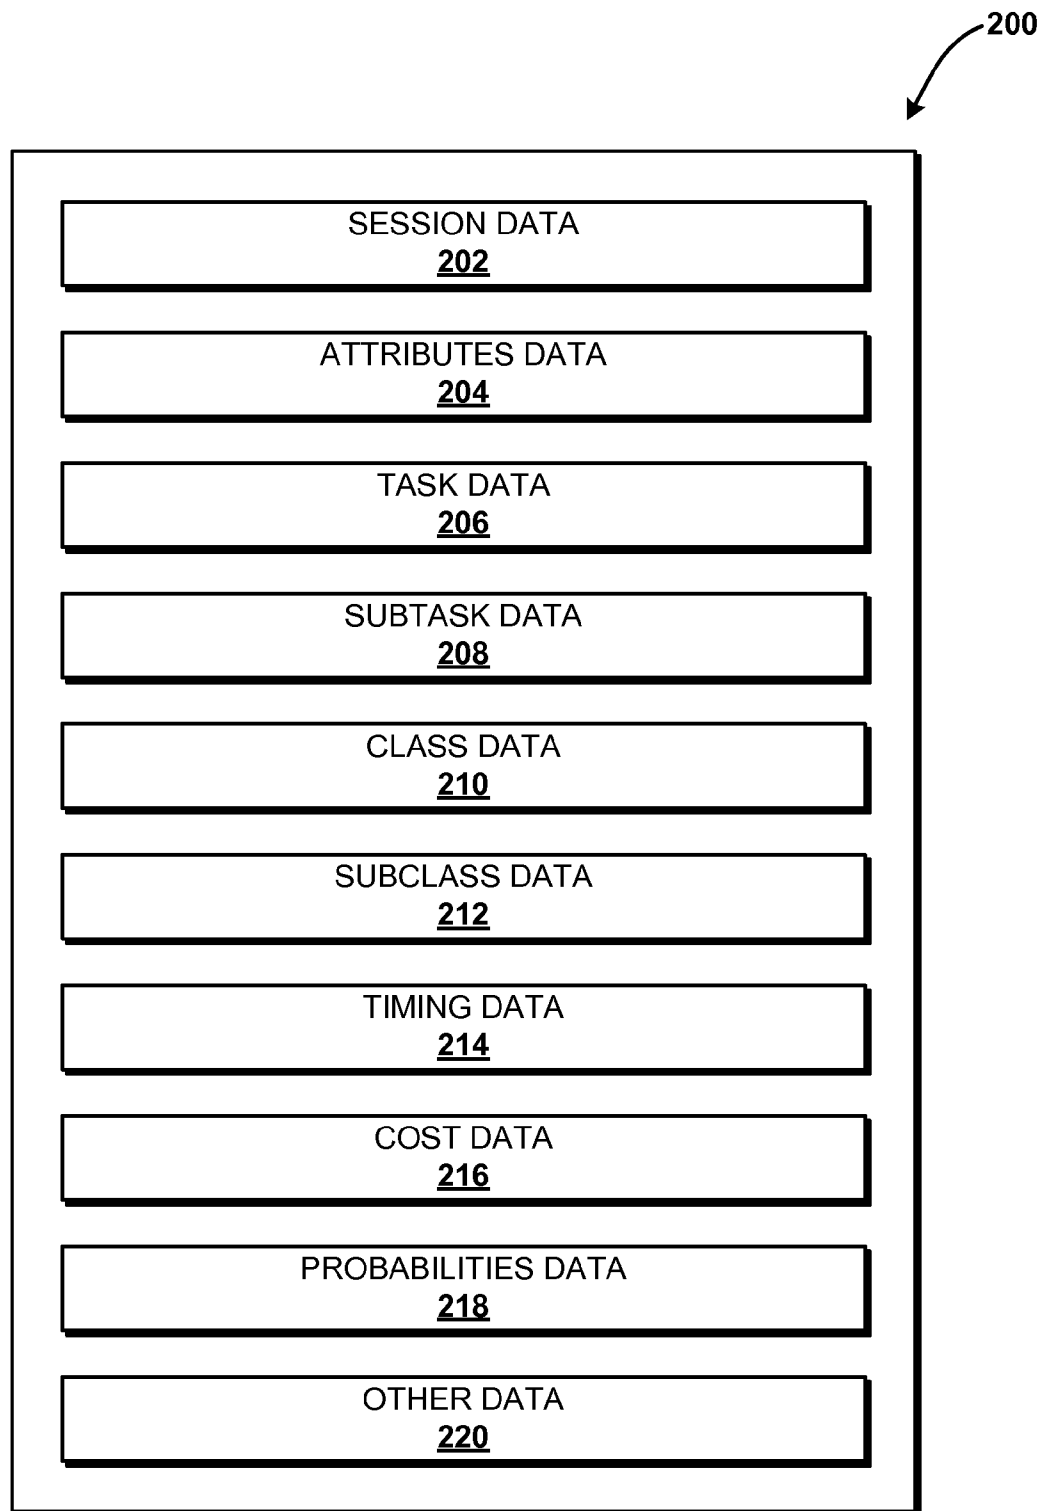 200
SESSION DATA
202
ATTRIBUTES DATA
204
TASK DATA
206
SUBTASK DATA
208
CLASS DATA
210
SUBCLASS DATA
212
TIMING DATA
214
COST DATA
216
PROBABILITIES DATA
218
OTHER DATA
220